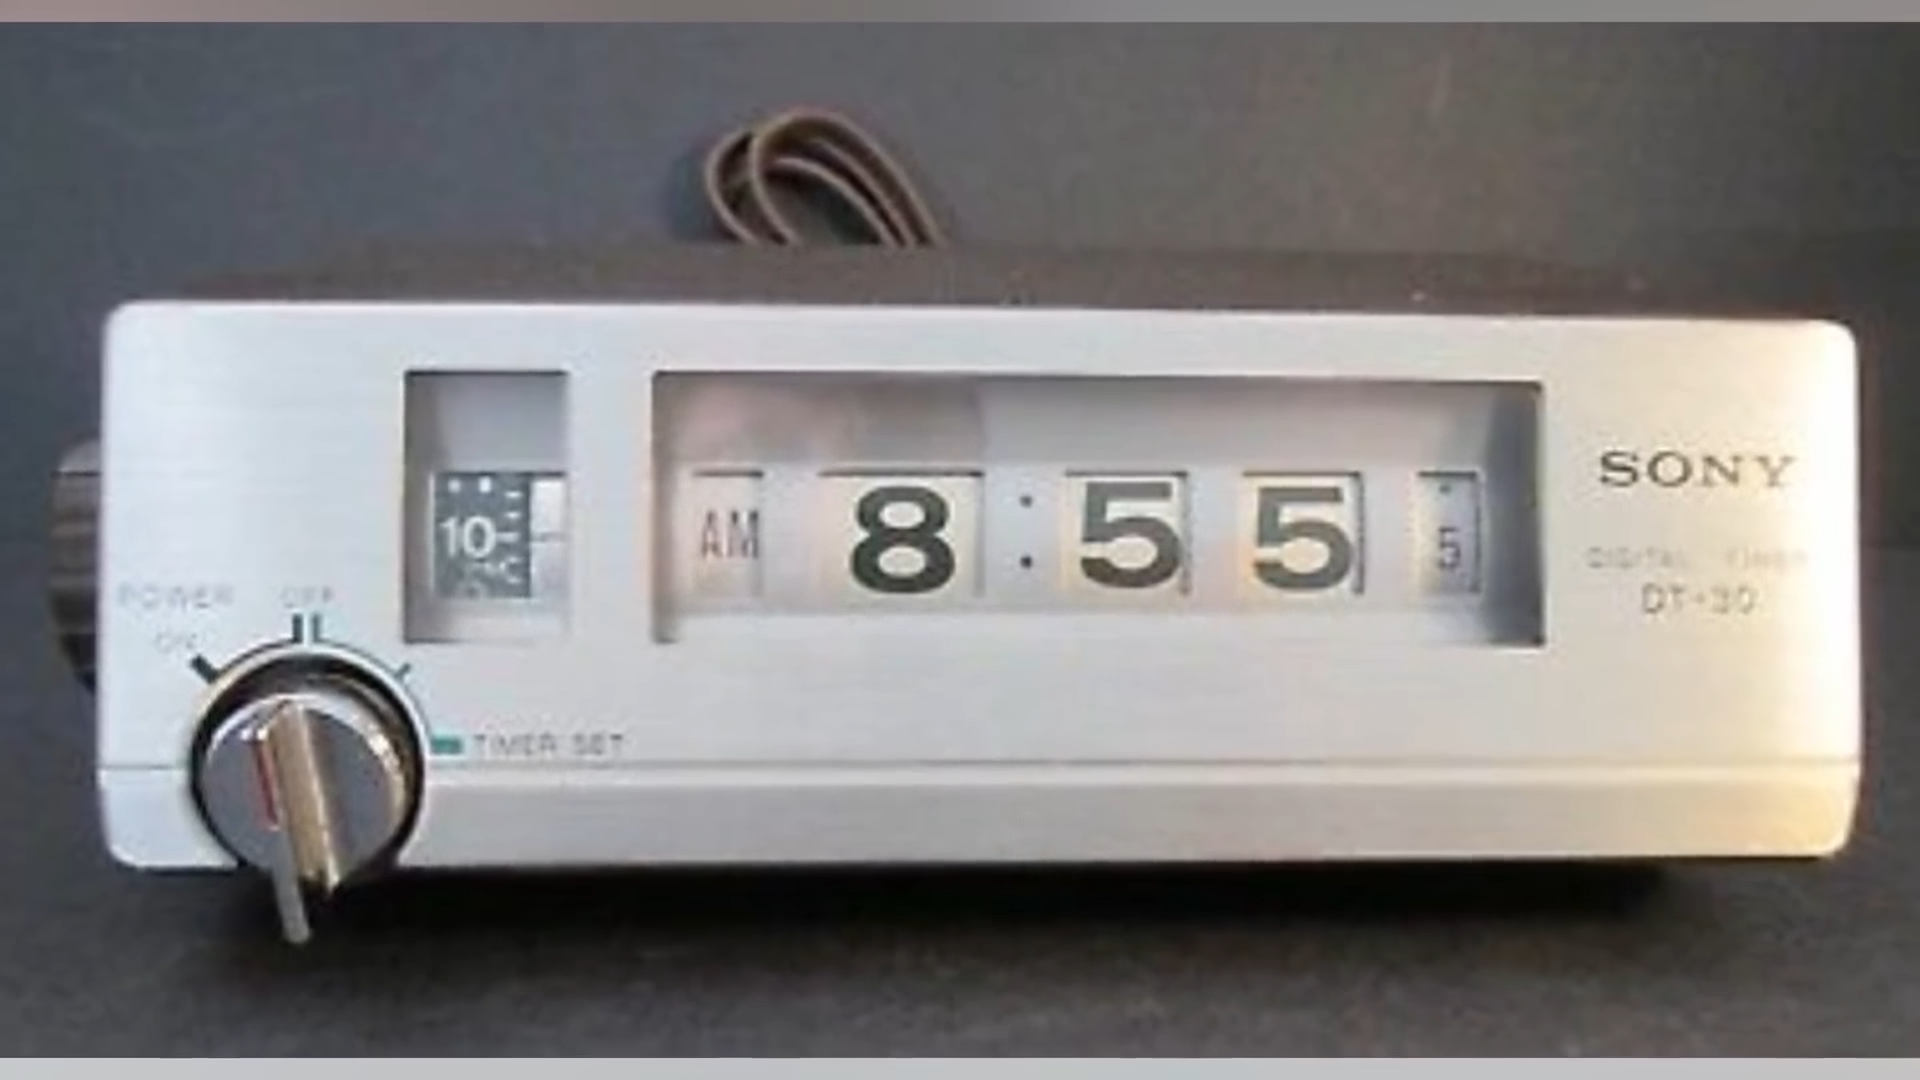 SONY
DIGITAL TIMER
DT-30
10
AM 8:55 5
POWER OFF
ON
TIMER SET